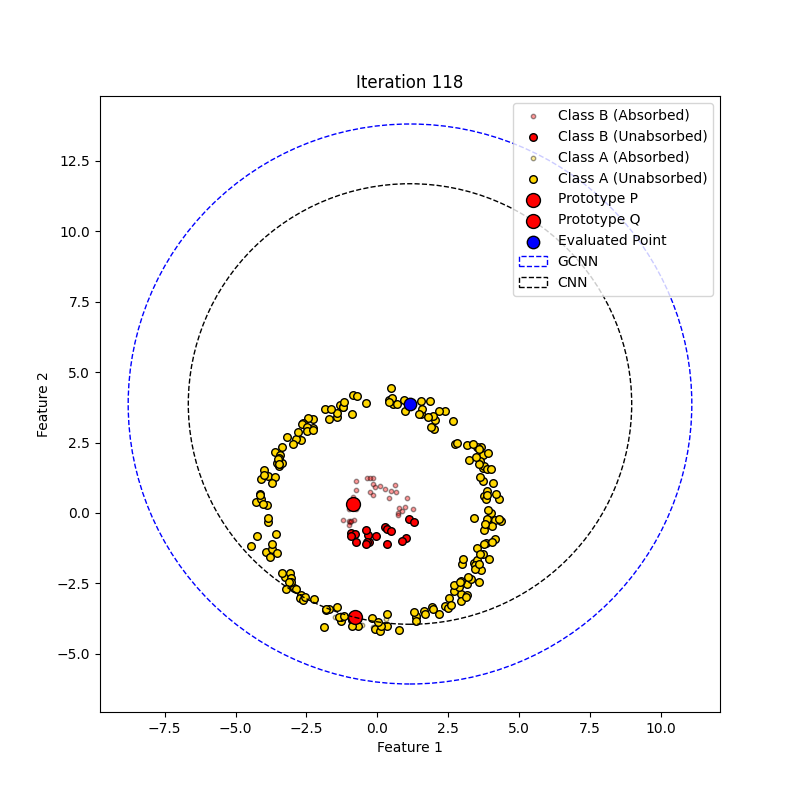 Iteration 118
Class B (Absorbed)
Class B (Unabsorbed)
Class A (Absorbed)
Class A (Unabsorbed)
Prototype P
Prototype Q
Evaluated Point
GCNN
CNN
12.5
10.0
7.5
5.0
2.5
0.0
−2.5
−5.0
Feature 2
−7.5 −5.0 −2.5 0.0 2.5 5.0 7.5 10.0
Feature 1